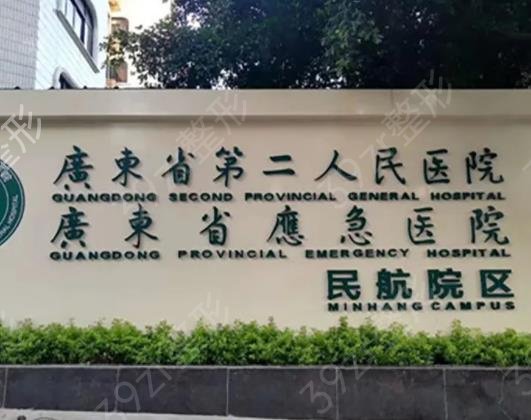 廣東省第二人民医院
GUANGDONG SECOND PROVINCIAL GENERAL HOSPITAL
廣東省應急医院
GUANGDONG PROVINCIAL EMERGENCY HOSPITAL
民航院区
MINHANG CAMPUS